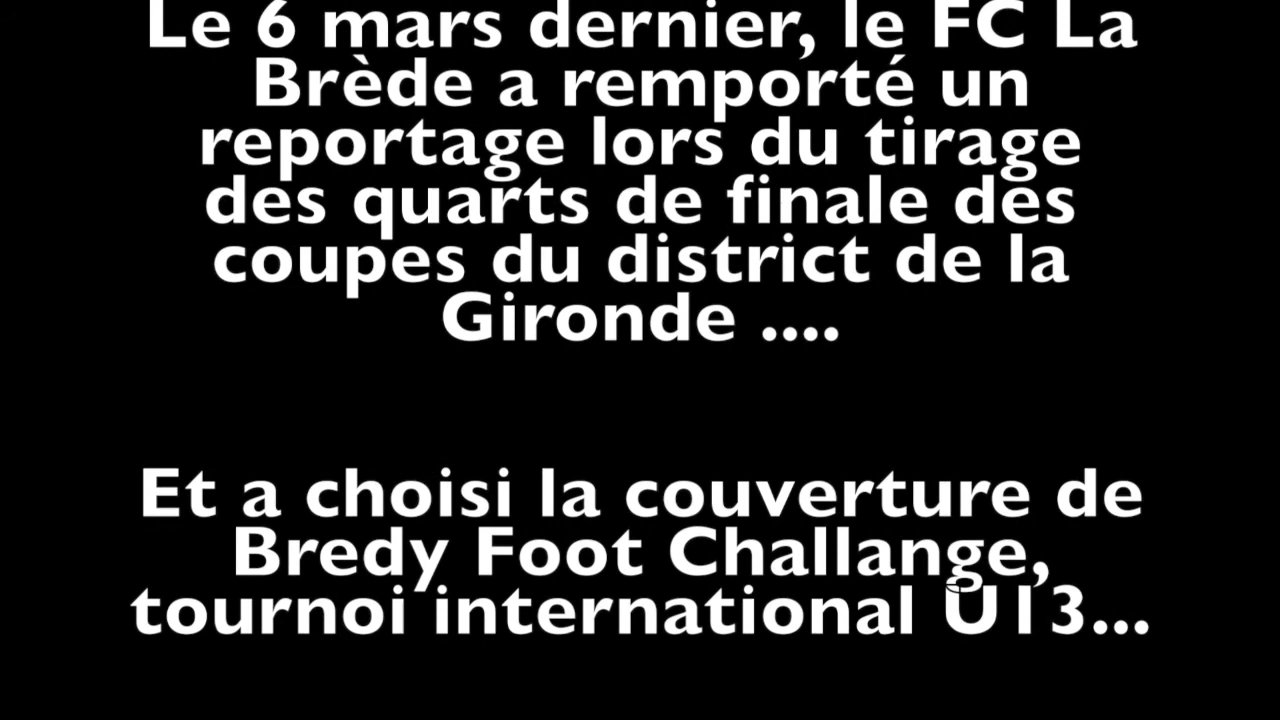 Le 6 mars dernier, le FC La
Brède a remporté un
reportage lors du tirage
des quarts de finale des
coupes du district de la
Gironde ....
Et a choisi la couverture de
Bredy Foot Challange,
tournoi international U13...